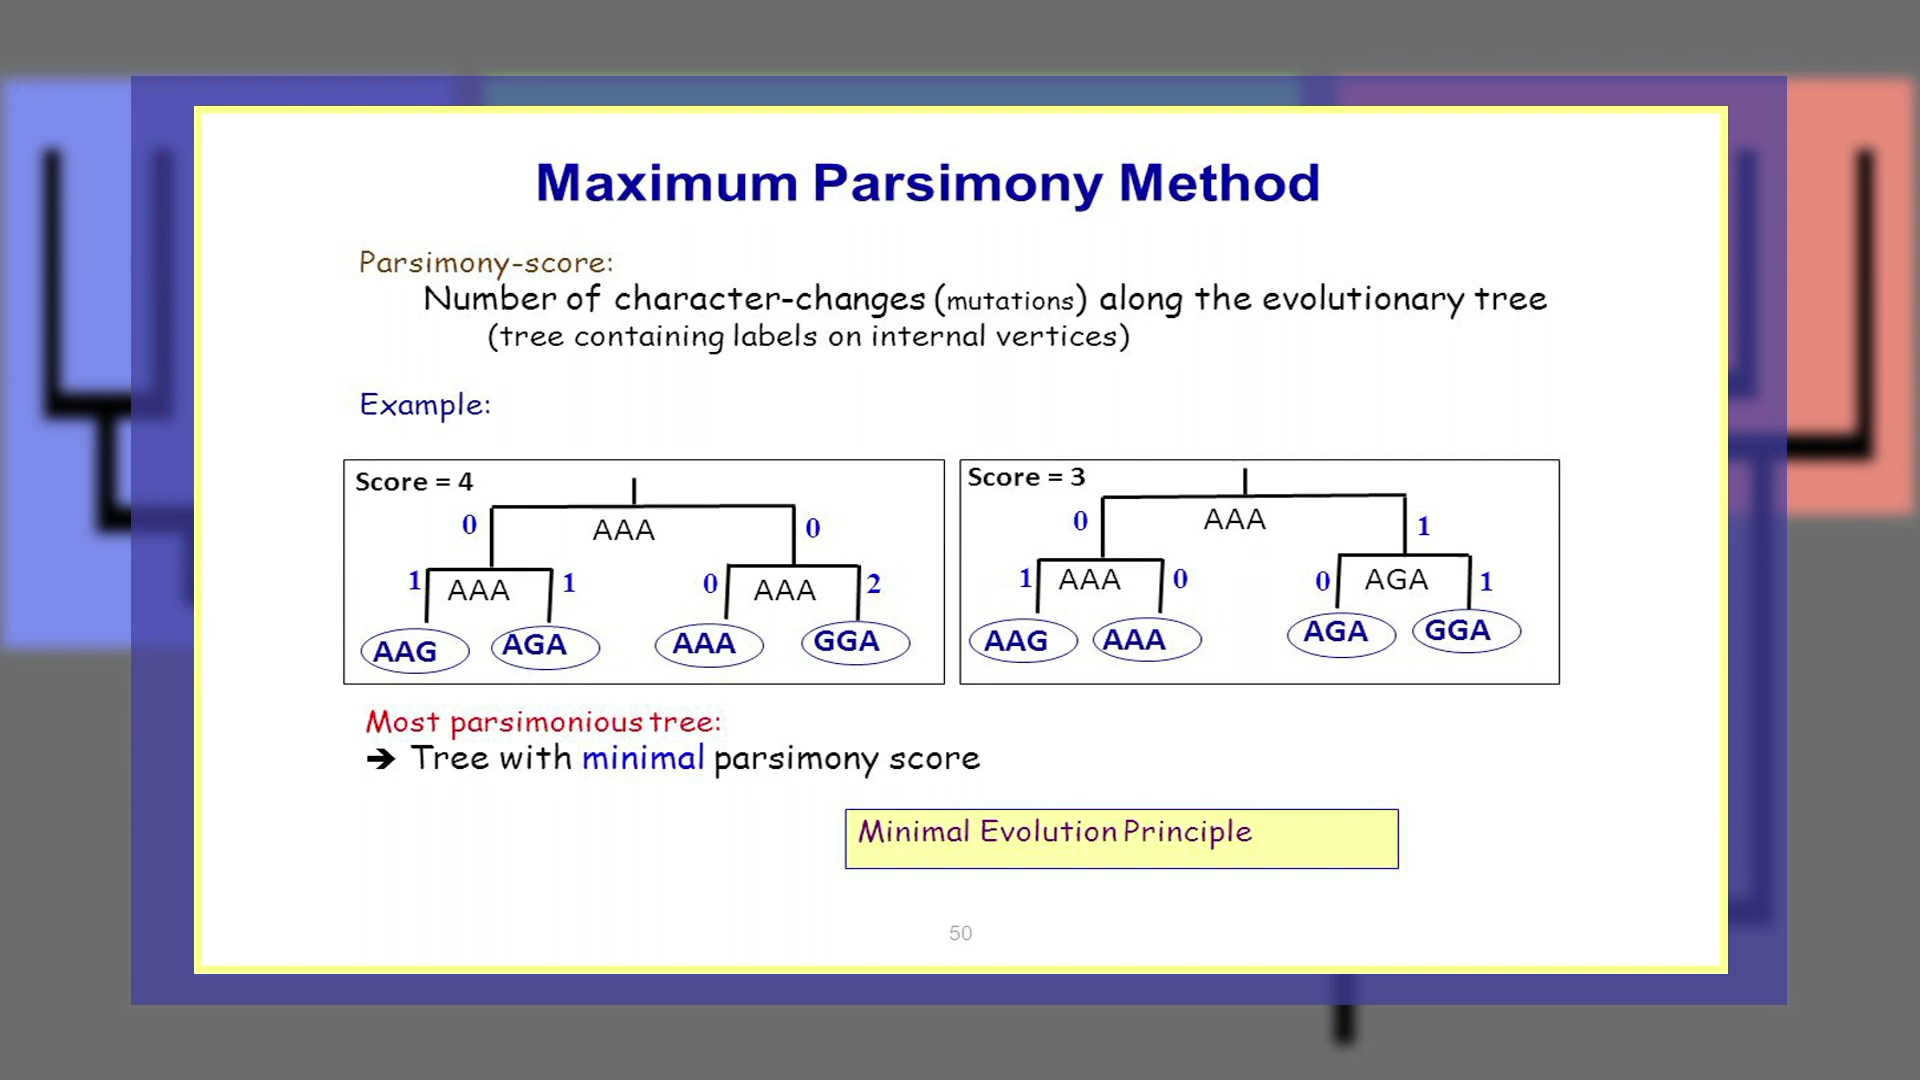 Maximum Parsimony Method
Parsimony-score:
Number of character-changes (mutations) along the evolutionary tree
(tree containing labels on internal vertices)
Example:
Score = 4
0 AAA 0
1 AAA 1 0 AAA 2
AAG AGA AAA GGA
Score = 3
0 AAA 1
1 AAA 0 0 AGA 1
AAG AAA AGA GGA
Most parsimonious tree:
➔ Tree with minimal parsimony score
Minimal Evolution Principle
50